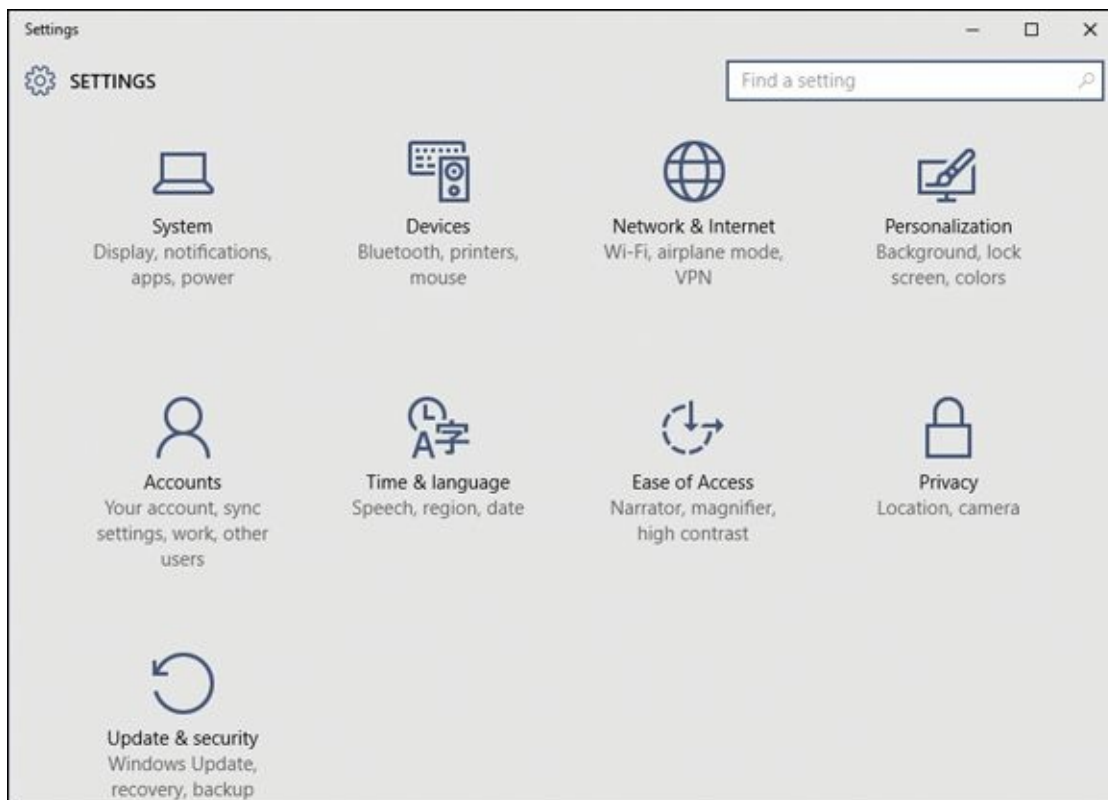 Settings
SETTINGS
Find a setting
System
Display, notifications,
apps, power
Devices
Bluetooth, printers,
mouse
Network & Internet
Wi-Fi, airplane mode,
VPN
Personalization
Background, lock
screen, colors
Accounts
Your account, sync
settings, work, other
users
A字
Time & language
Speech, region, date
Ease of Access
Narrator, magnifier,
high contrast
Privacy
Location, camera
Update & security
Windows Update,
recovery, backup